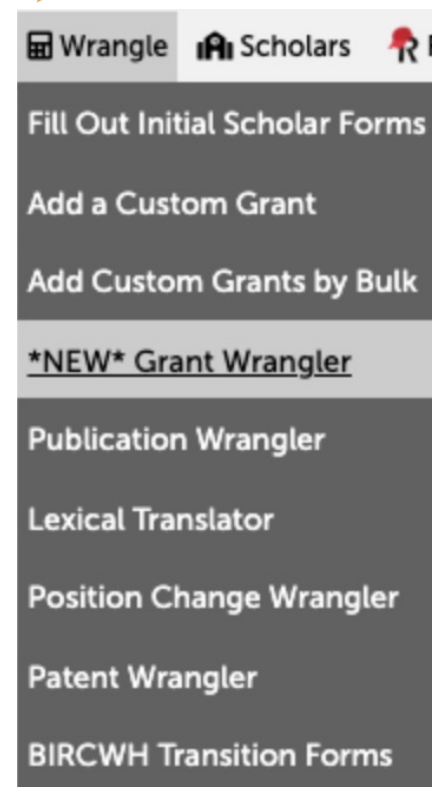 Wrangle Scholars
Fill Out Initial Scholar Forms
Add a Custom Grant
Add Custom Grants by Bulk
*NEW* Grant Wrangler
Publication Wrangler
Lexical Translator
Position Change Wrangler
Patent Wrangler
BIRCWH Transition Forms